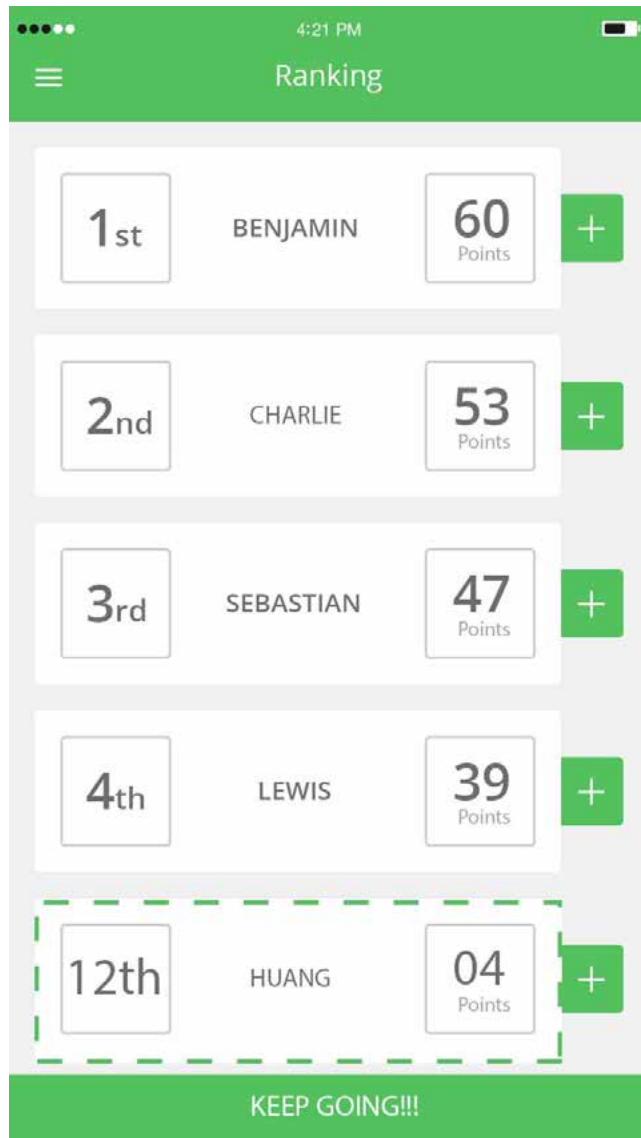 4:21 PM
Ranking
1st BENJAMIN 60 Points
2nd CHARLIE 53 Points
3rd SEBASTIAN 47 Points
4th LEWIS 39 Points
12th HUANG 04 Points
KEEP GOING!!!